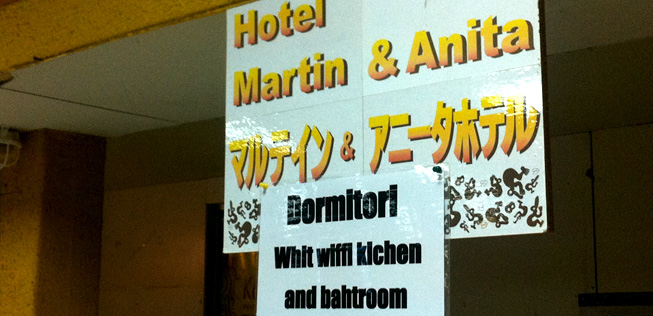 Hotel
Martin & Anita
マルテイン & アニータホテル
Dormitori
Whit wiffi kichen
and bahtroom